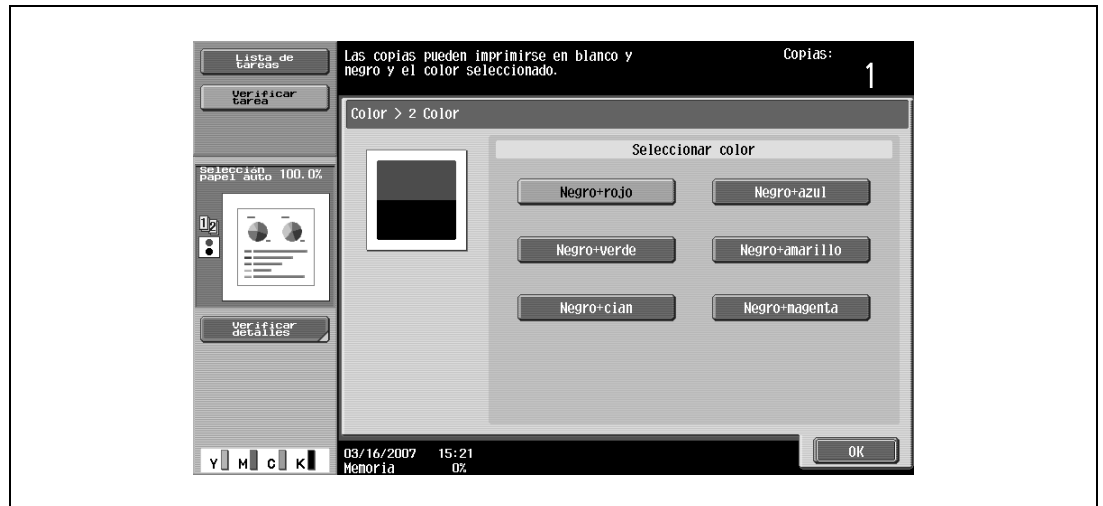 Lista de
tareas
Verificar
tarea
Las copias pueden imprimirse en blanco y
negro y el color seleccionado.
Copias:
1
Color > 2 Color
Selección
papel auto 100.0%
12
Seleccionar color
Negro+rojo
Negro+azul
Negro+verde
Negro+amarillo
Negro+cian
Negro+magenta
Verificar
detalles
Y M C K
03/16/2007 15:21
Memoria 0%
OK